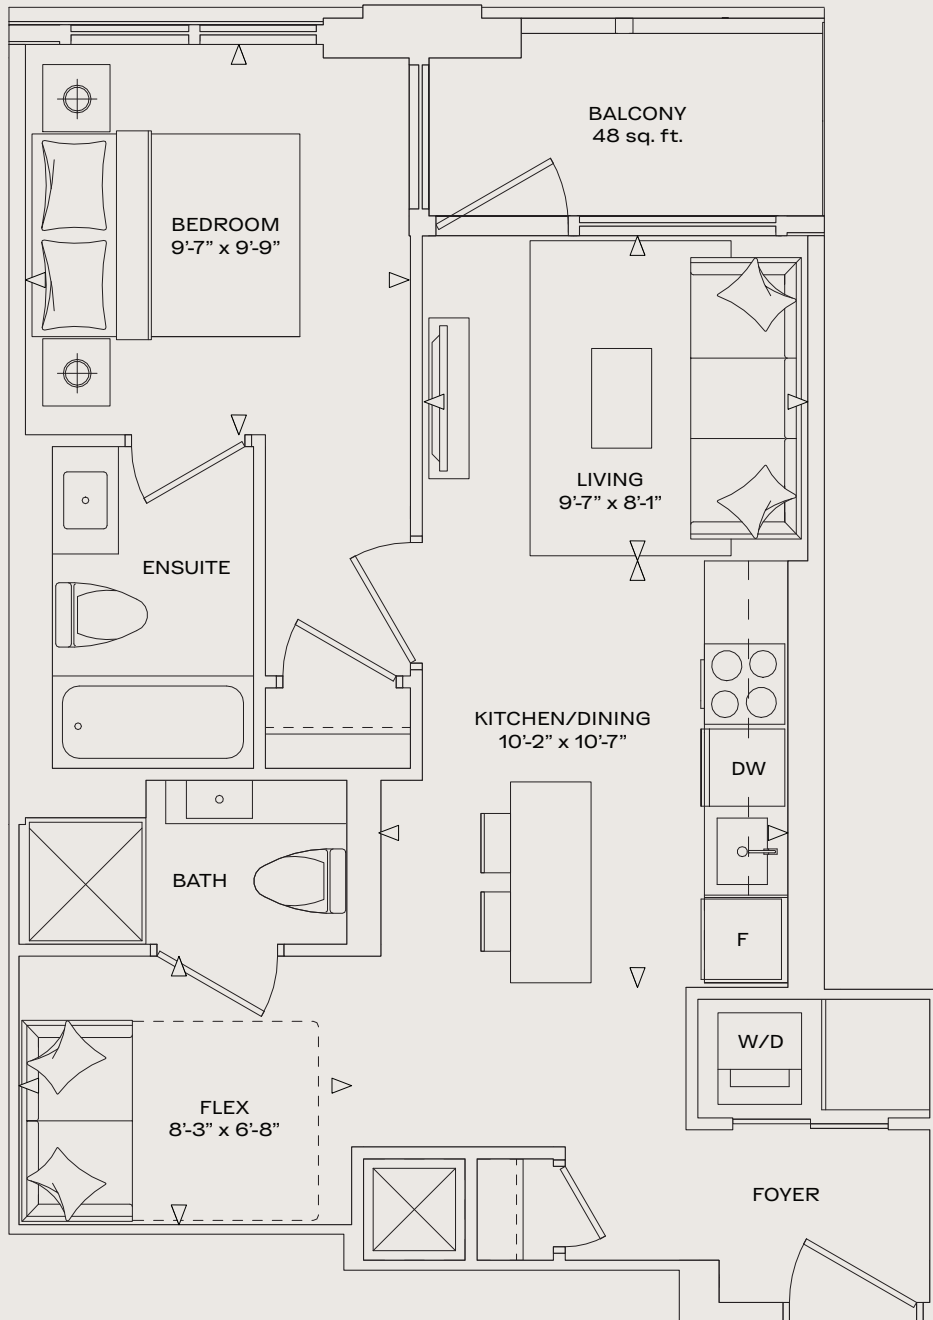 BALCONY
48 sq. ft.
BEDROOM
9’-7” x 9’-9”
LIVING
9’-7” x 8’-1”
ENSUITE
KITCHEN/DINING
10’-2” x 10’-7”
DW
BATH
F
W/D
FLEX
8’-3” x 6’-8”
FOYER